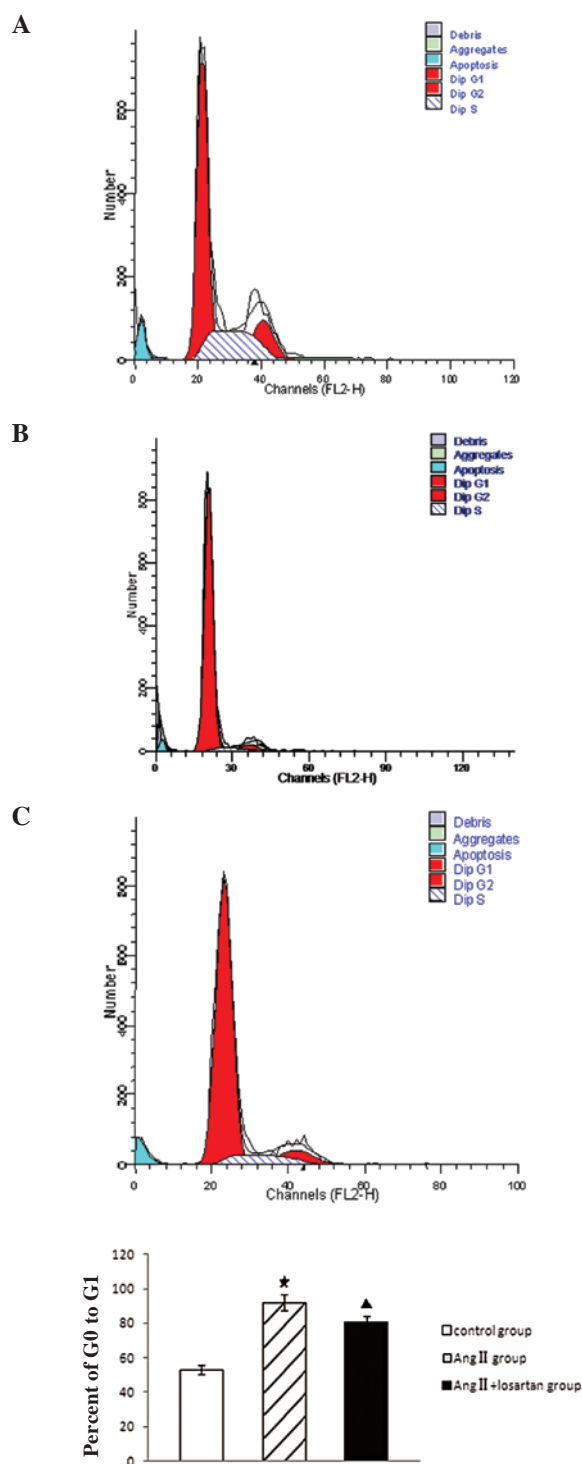 A
Debris
Aggregates
Apoptosis
Dip G1
Dip G2
Dip S
Number
0 200 400 600
0 20 40 60 80 100 120
Channels (FL2-H)
B
Debris
Aggregates
Apoptosis
Dip G1
Dip G2
Dip S
Number
0 200 400 600 800
0 30 60 90 120
Channels (FL2-H)
C
Debris
Aggregates
Apoptosis
Dip G1
Dip G2
Dip S
Number
0 200 400 600 800
0 20 40 60 80 100
Channels (FL2-H)
Percent of G0 to G1
120
100
80
60
40
20
0
control group
Ang II group
Ang II+losartan group